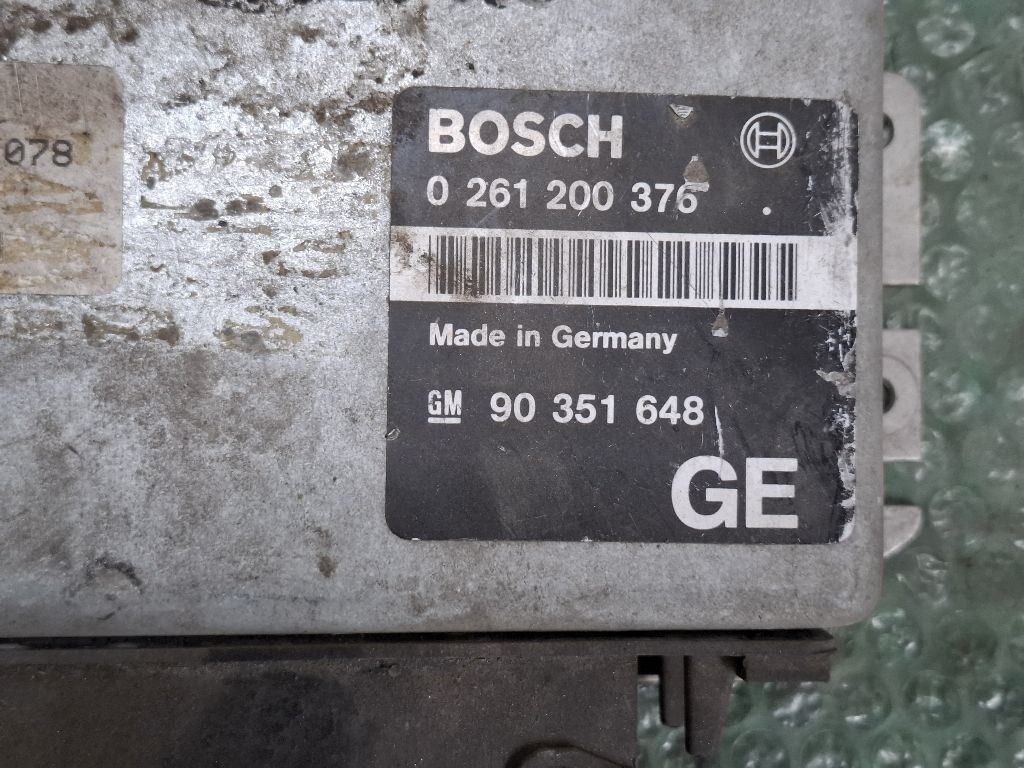 078
BOSCH
0 261 200 376
Made in Germany
GM 90 351 648
GE